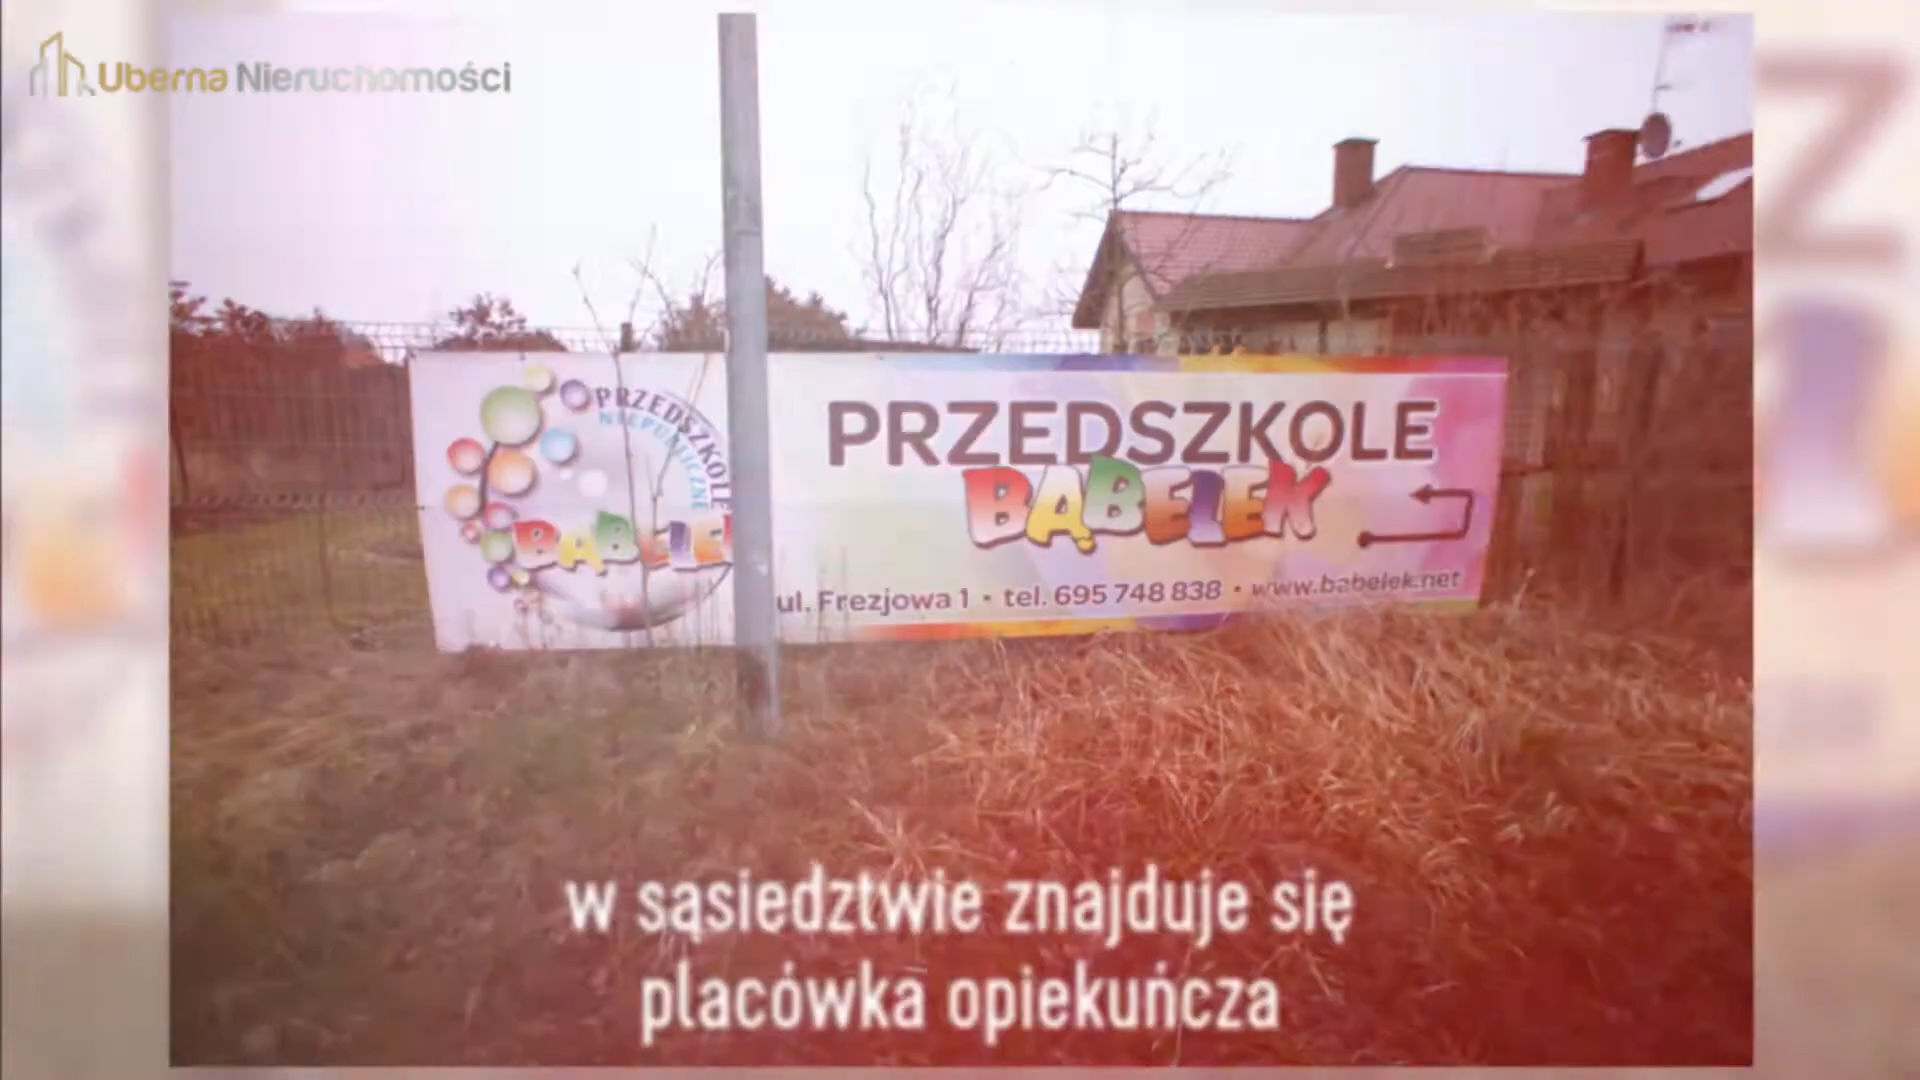 Uberna Nieruchomości
PRZEDSZKOLE
NIEPUBLICZNE
BĄBELE
PRZEDSZKOLE
BĄBELEK
ul. Frezjowa 1 • tel. 695 748 838 • www.babelek.net
w sąsiedztwie znajduje się
placówka opiekuńcza